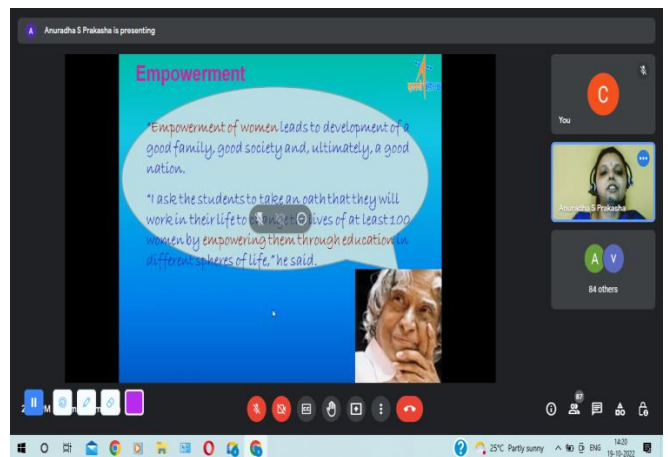 A Anuradha S Prakasha is presenting
Empowerment
"Empowerment of women leads to development of a
good family, good society and, ultimately, a good
nation.
"I ask the students to take an oath that they will
work in their life to lives of at least 100
women by empowering them through education in
different spheres of life," he said.
C
You
Anuradha S Prakasha
A V
84 others
87
25°C Partly sunny
ENG
14:20
19-10-2022